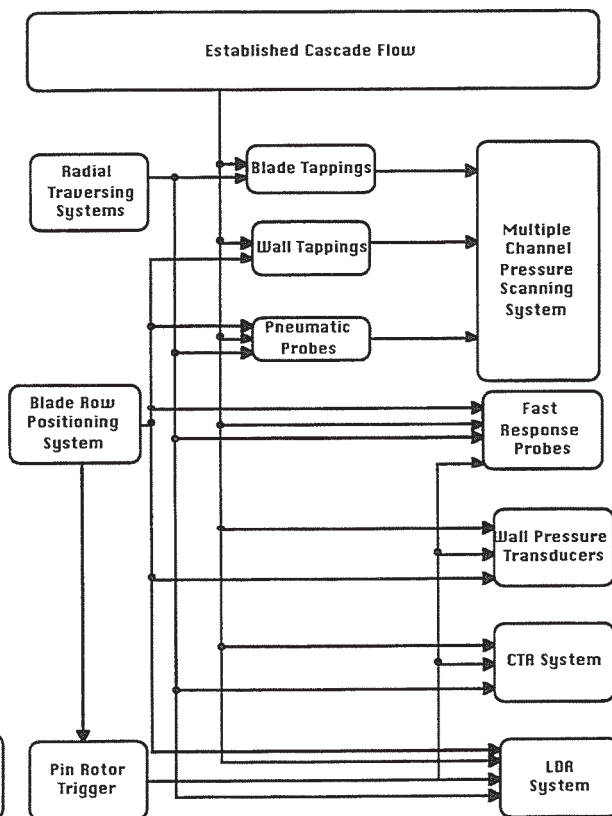 Established Cascade Flow
Radial
Traversing
Systems
Blade Tappings
Wall Tappings
Pneumatic
Probes
Multiple
Channel
Pressure
Scanning
System
Blade Row
Positioning
System
Fast
Response
Probes
Wall Pressure
Transducers
CTR System
Pin Rotor
Trigger
LDA
System